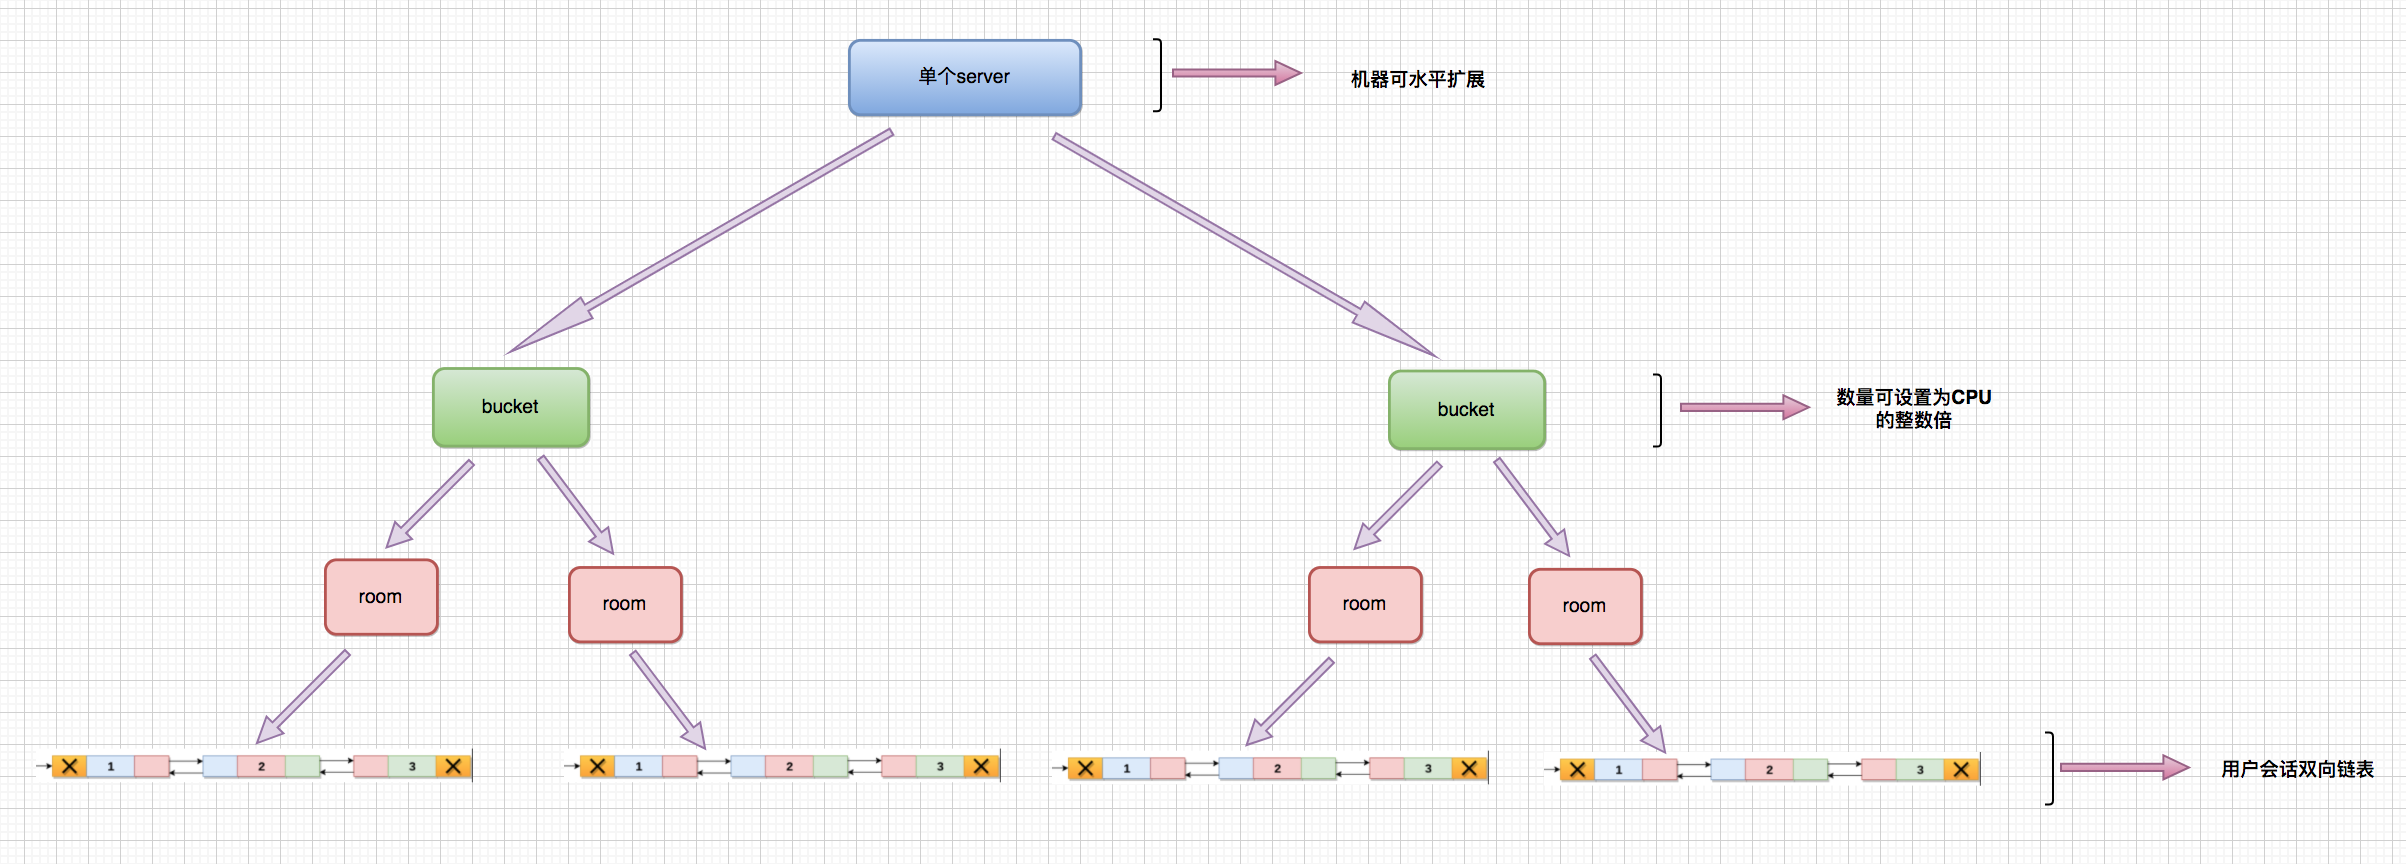 单个server
机器可水平扩展
bucket
bucket
数量可设置为CPU
的整数倍
room
room
room
room
1 2 3
1 2 3
1 2 3
1 2 3
用户会话双向链表